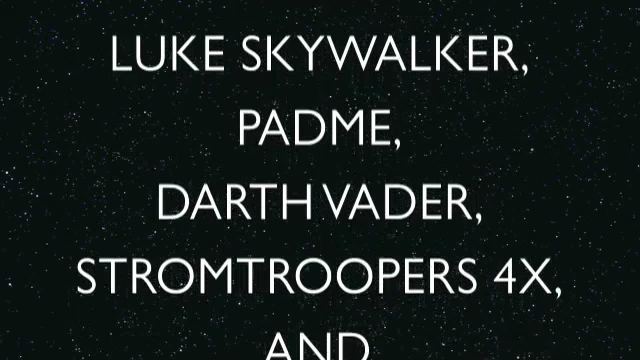 LUKE SKYWALKER,
PADME,
DARTH VADER,
STROMTROOPERS 4X,
AND